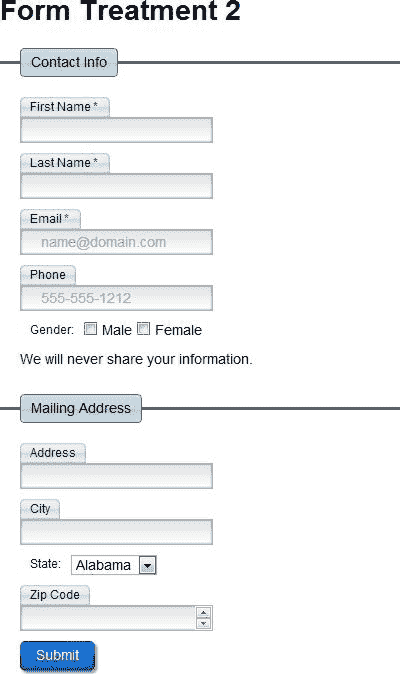 Form Treatment 2
Contact Info
First Name*
Last Name*
Email*
name@domain.com
Phone
555-555-1212
Gender: Male Female
We will never share your information.
Mailing Address
Address
City
State: Alabama
Zip Code
Submit